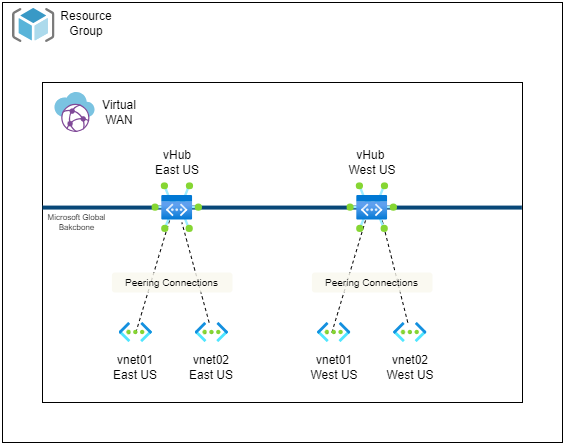 Resource
Group
Virtual
WAN
vHub
East US
vHub
West US
Microsoft Global
Bakcbone
Peering Connections
Peering Connections
vnet01
East US
vnet02
East US
vnet01
West US
vnet02
West US